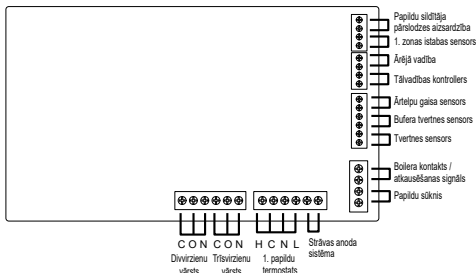 Papildu sildītāja
pārslodzes aizsardzība
1. zonas istabas sensors
Ārējā vadība
Tālvadības kontrollers
Ārtelpu gaisa sensors
Bufera tvertnes sensors
Tvertnes sensors
Boilera kontakts /
atkausēšanas signāls
Papildu sūknis
C O N C O N H C N L
Divvirzienu
vārsts
Trīsvirzienu
vārsts
1. papildu
termostats
Strāvas anoda
sistēma